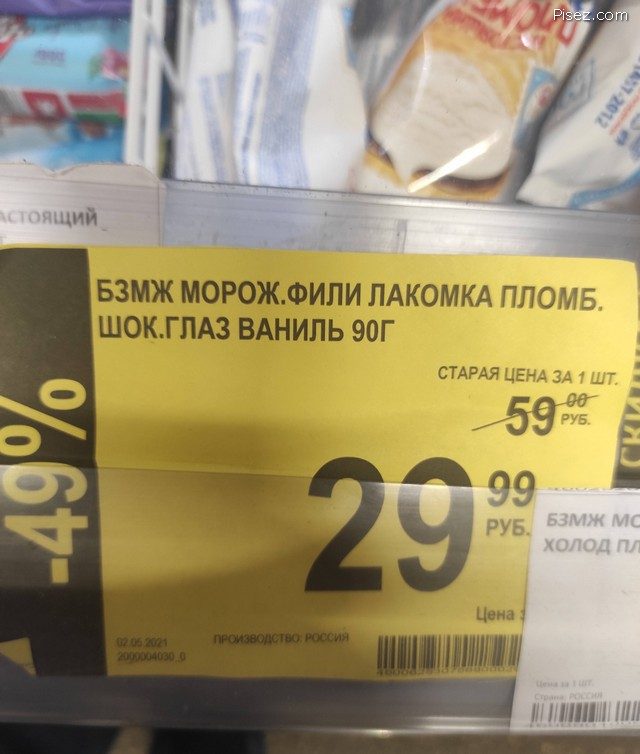 Pisez.com
АСТОЯЩИЙ
БЗМЖ МОРОЖ.ФИЛИ ЛАКОМКА ПЛОМБ.
ШОК.ГЛАЗ ВАНИЛЬ 90Г
СТАРАЯ ЦЕНА ЗА 1 ШТ.
59 00
РУБ.
-49%
29 99
РУБ.
Цена з
02.05.2021
ПРОИЗВОДСТВО: РОССИЯ
2000004030_0
БЗМЖ МО
ХОЛОД ПЛ
Цена за 1 ШТ.
Страна: РОССИЯ